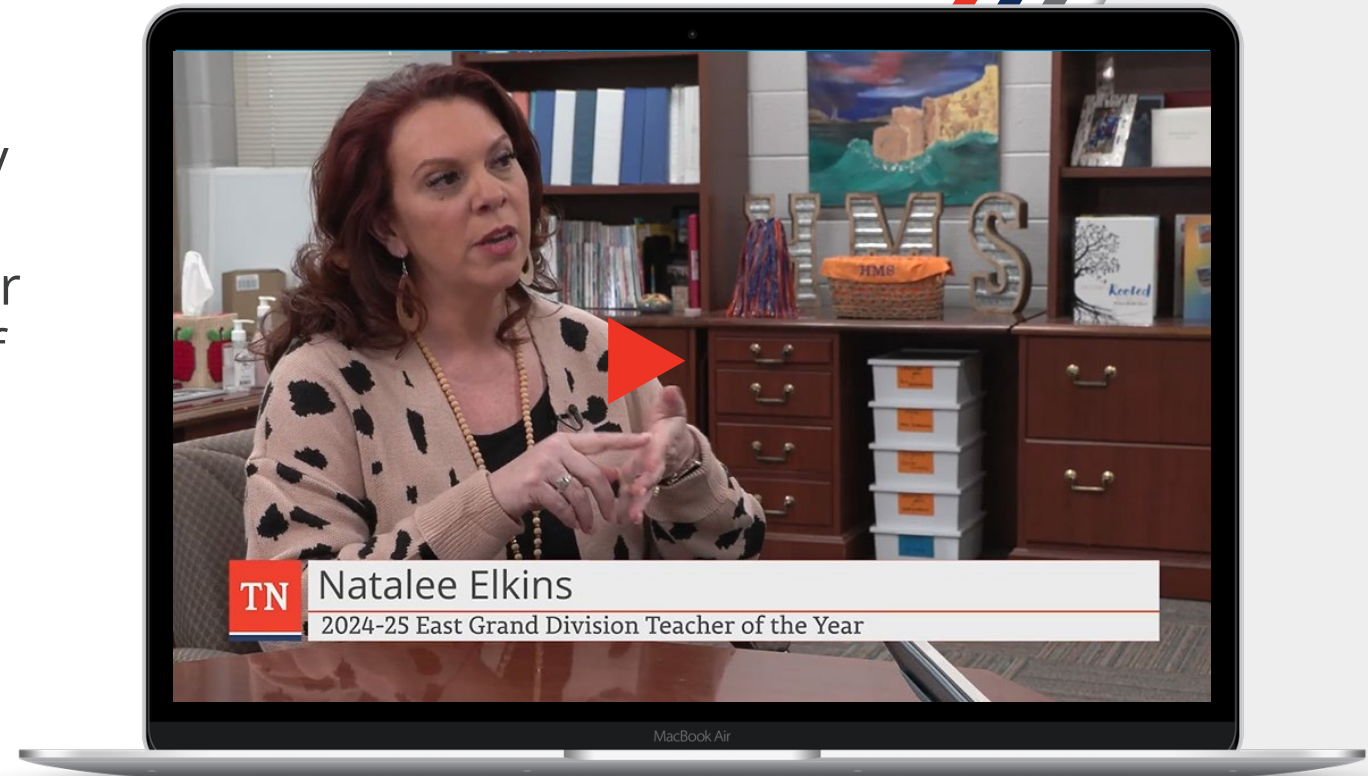 y
r
f
HMS
HMS
Rooted
TN
Natalee Elkins
2024-25 East Grand Division Teacher of the Year
MacBook Air